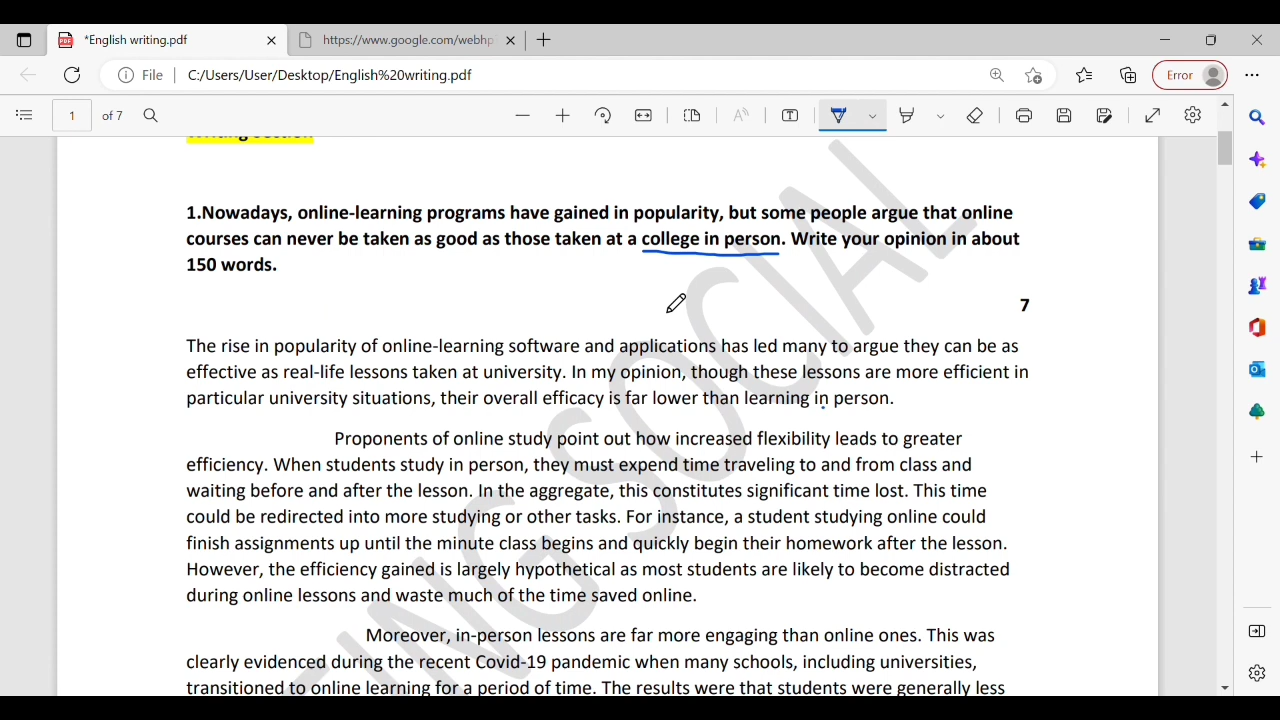 *English writing.pdf
https://www.google.com/webhp
File
C:/Users/User/Desktop/English%20writing.pdf
Error
1 of 7
1.Nowadays, online-learning programs have gained in popularity, but some people argue that online
courses can never be taken as good as those taken at a college in person. Write your opinion in about
150 words.
7
The rise in popularity of online-learning software and applications has led many to argue they can be as
effective as real-life lessons taken at university. In my opinion, though these lessons are more efficient in
particular university situations, their overall efficacy is far lower than learning in person.
Proponents of online study point out how increased flexibility leads to greater
efficiency. When students study in person, they must expend time traveling to and from class and
waiting before and after the lesson. In the aggregate, this constitutes significant time lost. This time
could be redirected into more studying or other tasks. For instance, a student studying online could
finish assignments up until the minute class begins and quickly begin their homework after the lesson.
However, the efficiency gained is largely hypothetical as most students are likely to become distracted
during online lessons and waste much of the time saved online.
Moreover, in-person lessons are far more engaging than online ones. This was
clearly evidenced during the recent Covid-19 pandemic when many schools, including universities,
transitioned to online learning for a period of time. The results were that students were generally less
ING SOCIAL